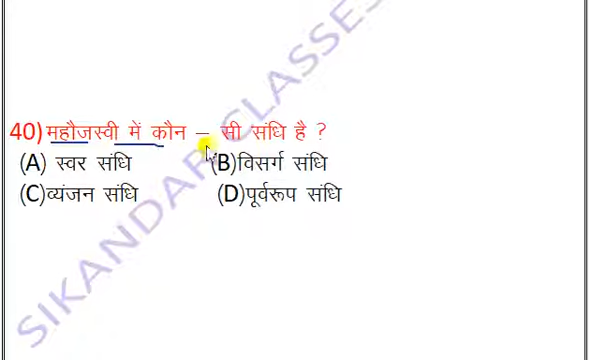 40) महौजस्वी में कौन – सी संधि है ?
(A) स्वर संधि (B)विसर्ग संधि
(C)व्यंजन संधि (D)पूर्वरूप संधि
SIKANDAR CLASSES